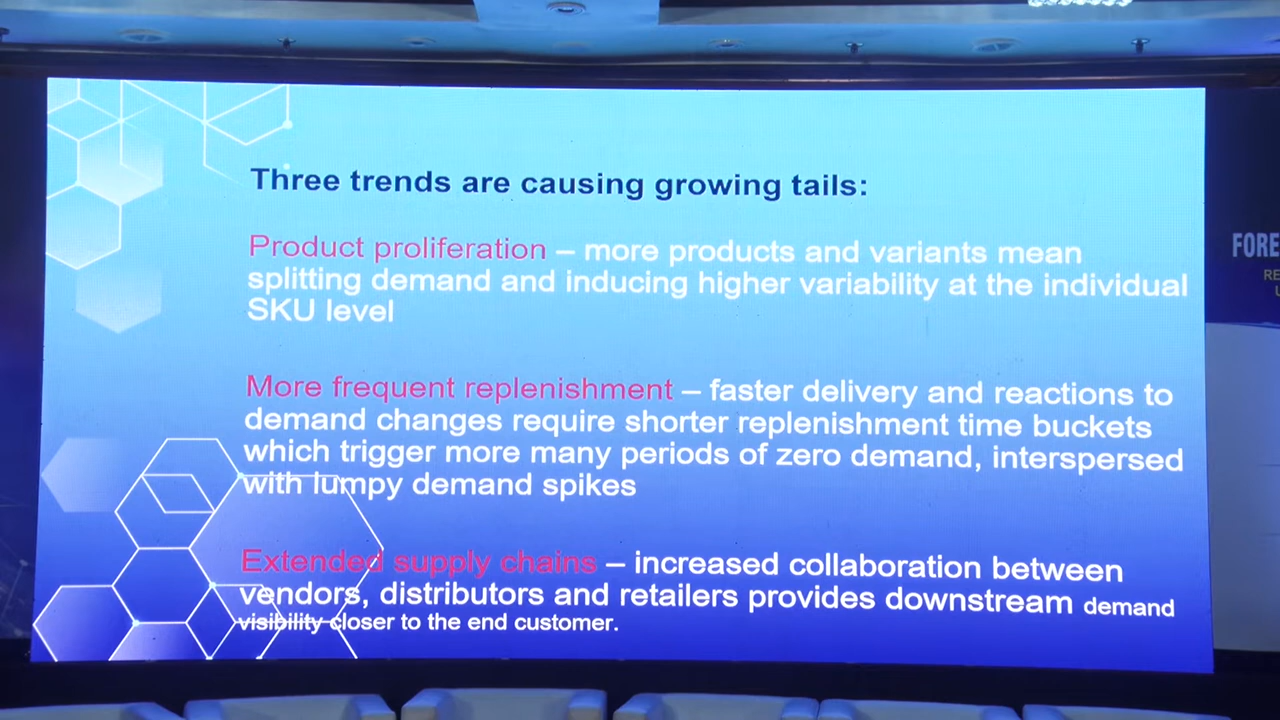 Three trends are causing growing tails:
Product proliferation – more products and variants mean
splitting demand and inducing higher variability at the individual
SKU level
More frequent replenishment – faster delivery and reactions to
demand changes require shorter replenishment time buckets
which trigger more many periods of zero demand, interspersed
with lumpy demand spikes
Extended supply chains – increased collaboration between
vendors, distributors and retailers provides downstream demand
visibility closer to the end customer.